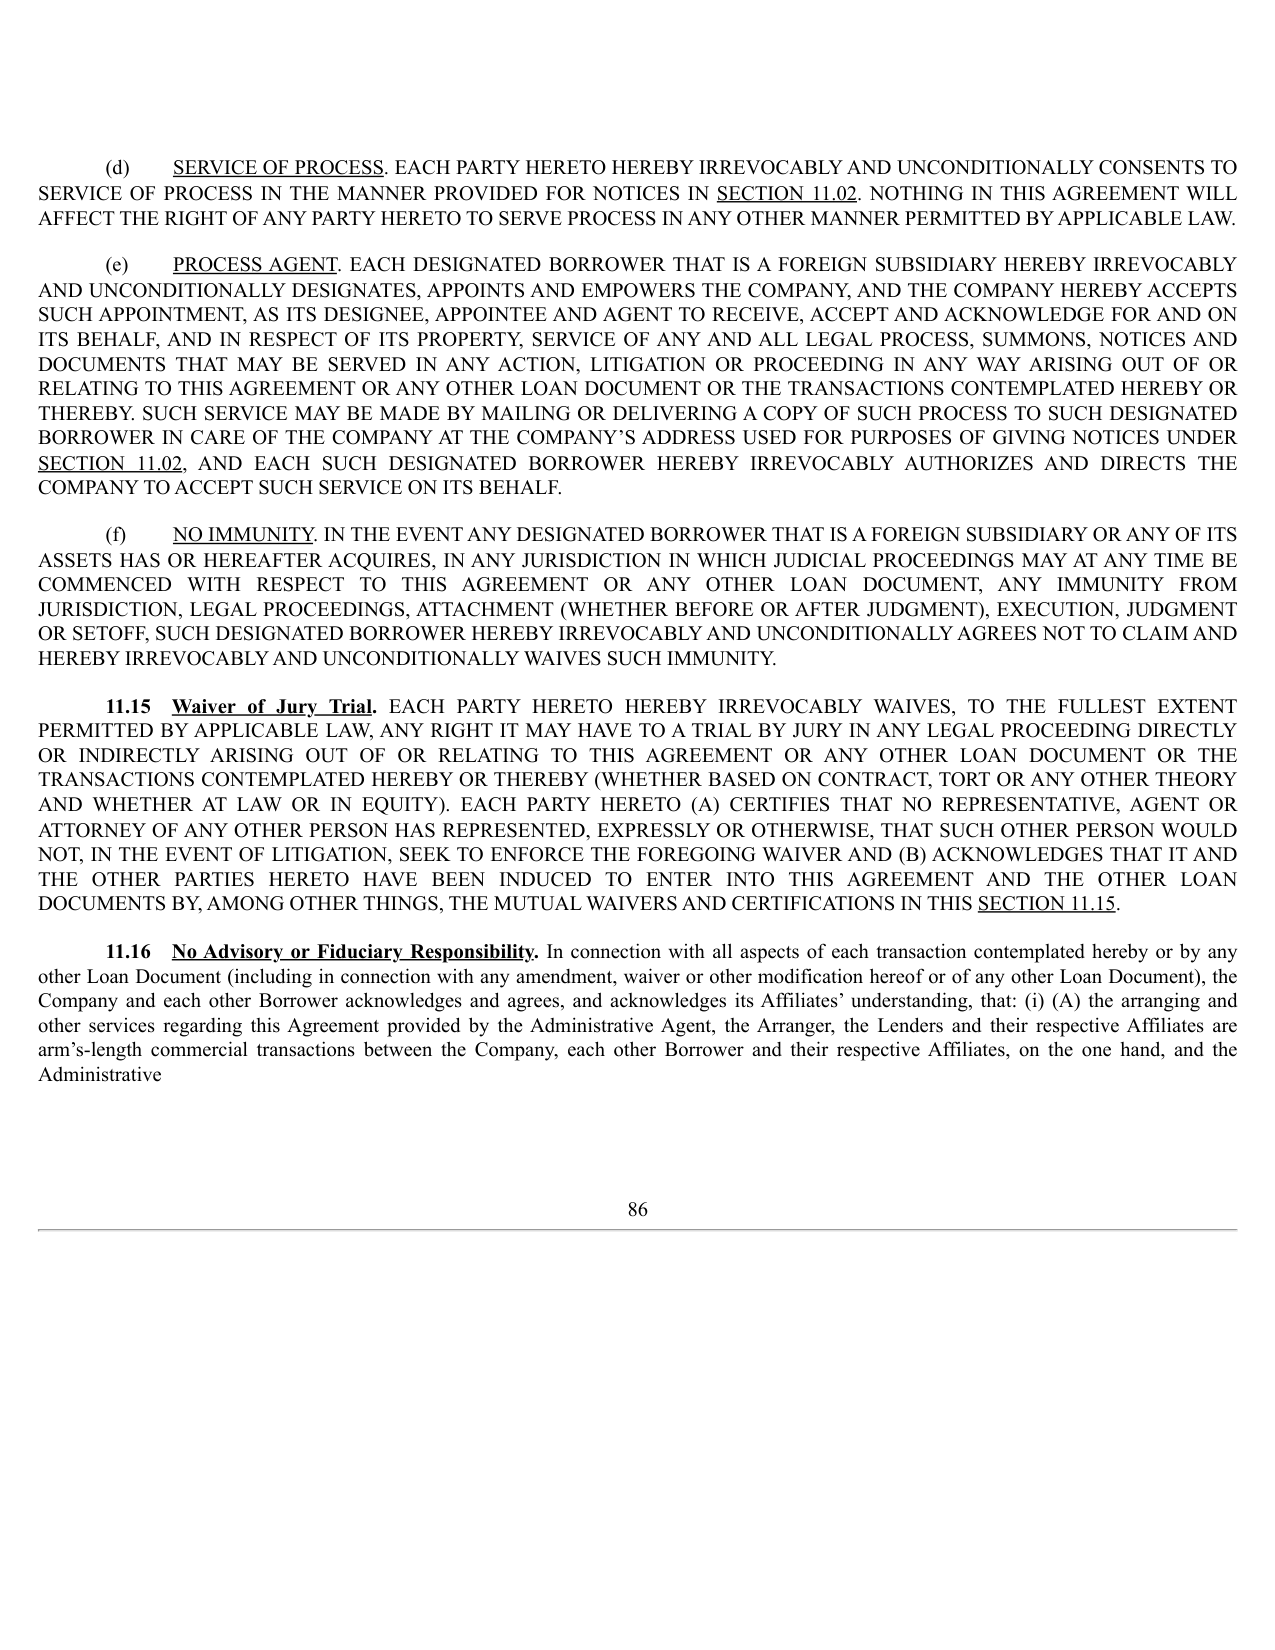 (d) SERVICE OF PROCESS. EACH PARTY HERETO HEREBY IRREVOCABLY AND UNCONDITIONALLY CONSENTS TO
SERVICE OF PROCESS IN THE MANNER PROVIDED FOR NOTICES IN SECTION 11.02. NOTHING IN THIS AGREEMENT WILL
AFFECT THE RIGHT OF ANY PARTY HERETO TO SERVE PROCESS IN ANY OTHER MANNER PERMITTED BY APPLICABLE LAW.
(e) PROCESS AGENT. EACH DESIGNATED BORROWER THAT IS A FOREIGN SUBSIDIARY HEREBY IRREVOCABLY
AND UNCONDITIONALLY DESIGNATES, APPOINTS AND EMPOWERS THE COMPANY, AND THE COMPANY HEREBY ACCEPTS
SUCH APPOINTMENT, AS ITS DESIGNEE, APPOINTEE AND AGENT TO RECEIVE, ACCEPT AND ACKNOWLEDGE FOR AND ON
ITS BEHALF, AND IN RESPECT OF ITS PROPERTY, SERVICE OF ANY AND ALL LEGAL PROCESS, SUMMONS, NOTICES AND
DOCUMENTS THAT MAY BE SERVED IN ANY ACTION, LITIGATION OR PROCEEDING IN ANY WAY ARISING OUT OF OR
RELATING TO THIS AGREEMENT OR ANY OTHER LOAN DOCUMENT OR THE TRANSACTIONS CONTEMPLATED HEREBY OR
THEREBY. SUCH SERVICE MAY BE MADE BY MAILING OR DELIVERING A COPY OF SUCH PROCESS TO SUCH DESIGNATED
BORROWER IN CARE OF THE COMPANY AT THE COMPANY’S ADDRESS USED FOR PURPOSES OF GIVING NOTICES UNDER
SECTION 11.02, AND EACH SUCH DESIGNATED BORROWER HEREBY IRREVOCABLY AUTHORIZES AND DIRECTS THE
COMPANY TO ACCEPT SUCH SERVICE ON ITS BEHALF.
(f) NO IMMUNITY. IN THE EVENT ANY DESIGNATED BORROWER THAT IS A FOREIGN SUBSIDIARY OR ANY OF ITS
ASSETS HAS OR HEREAFTER ACQUIRES, IN ANY JURISDICTION IN WHICH JUDICIAL PROCEEDINGS MAY AT ANY TIME BE
COMMENCED WITH RESPECT TO THIS AGREEMENT OR ANY OTHER LOAN DOCUMENT, ANY IMMUNITY FROM
JURISDICTION, LEGAL PROCEEDINGS, ATTACHMENT (WHETHER BEFORE OR AFTER JUDGMENT), EXECUTION, JUDGMENT
OR SETOFF, SUCH DESIGNATED BORROWER HEREBY IRREVOCABLY AND UNCONDITIONALLY AGREES NOT TO CLAIM AND
HEREBY IRREVOCABLY AND UNCONDITIONALLY WAIVES SUCH IMMUNITY.
11.15 Waiver of Jury Trial. EACH PARTY HERETO HEREBY IRREVOCABLY WAIVES, TO THE FULLEST EXTENT
PERMITTED BY APPLICABLE LAW, ANY RIGHT IT MAY HAVE TO A TRIAL BY JURY IN ANY LEGAL PROCEEDING DIRECTLY
OR INDIRECTLY ARISING OUT OF OR RELATING TO THIS AGREEMENT OR ANY OTHER LOAN DOCUMENT OR THE
TRANSACTIONS CONTEMPLATED HEREBY OR THEREBY (WHETHER BASED ON CONTRACT, TORT OR ANY OTHER THEORY
AND WHETHER AT LAW OR IN EQUITY). EACH PARTY HERETO (A) CERTIFIES THAT NO REPRESENTATIVE, AGENT OR
ATTORNEY OF ANY OTHER PERSON HAS REPRESENTED, EXPRESSLY OR OTHERWISE, THAT SUCH OTHER PERSON WOULD
NOT, IN THE EVENT OF LITIGATION, SEEK TO ENFORCE THE FOREGOING WAIVER AND (B) ACKNOWLEDGES THAT IT AND
THE OTHER PARTIES HERETO HAVE BEEN INDUCED TO ENTER INTO THIS AGREEMENT AND THE OTHER LOAN
DOCUMENTS BY, AMONG OTHER THINGS, THE MUTUAL WAIVERS AND CERTIFICATIONS IN THIS SECTION 11.15.
11.16 No Advisory or Fiduciary Responsibility. In connection with all aspects of each transaction contemplated hereby or by any
other Loan Document (including in connection with any amendment, waiver or other modification hereof or of any other Loan Document), the
Company and each other Borrower acknowledges and agrees, and acknowledges its Affiliates’ understanding, that: (i) (A) the arranging and
other services regarding this Agreement provided by the Administrative Agent, the Arranger, the Lenders and their respective Affiliates are
arm’s-length commercial transactions between the Company, each other Borrower and their respective Affiliates, on the one hand, and the
Administrative
86